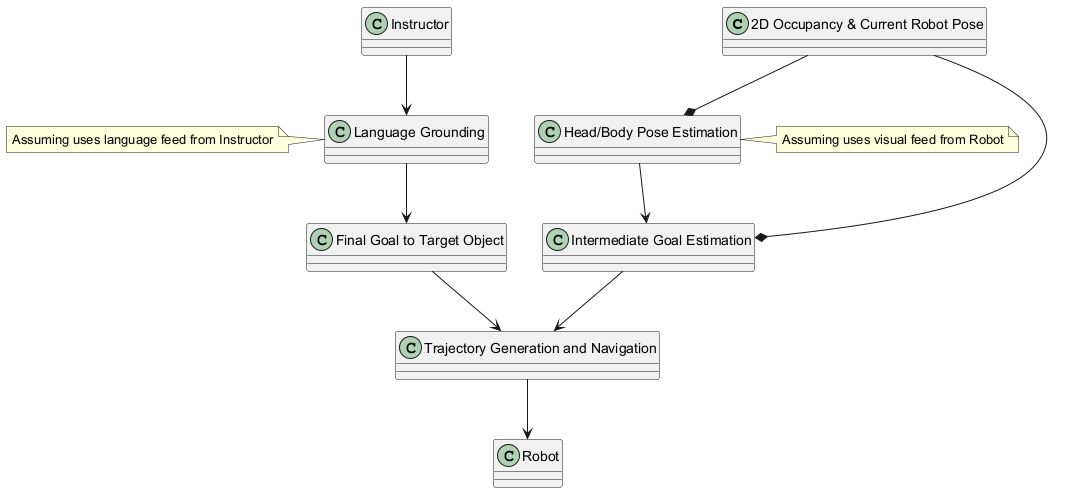 C Instructor
C 2D Occupancy & Current Robot Pose
Assuming uses language feed from Instructor
C Language Grounding
C Head/Body Pose Estimation
Assuming uses visual feed from Robot
C Final Goal to Target Object
C Intermediate Goal Estimation
C Trajectory Generation and Navigation
C Robot